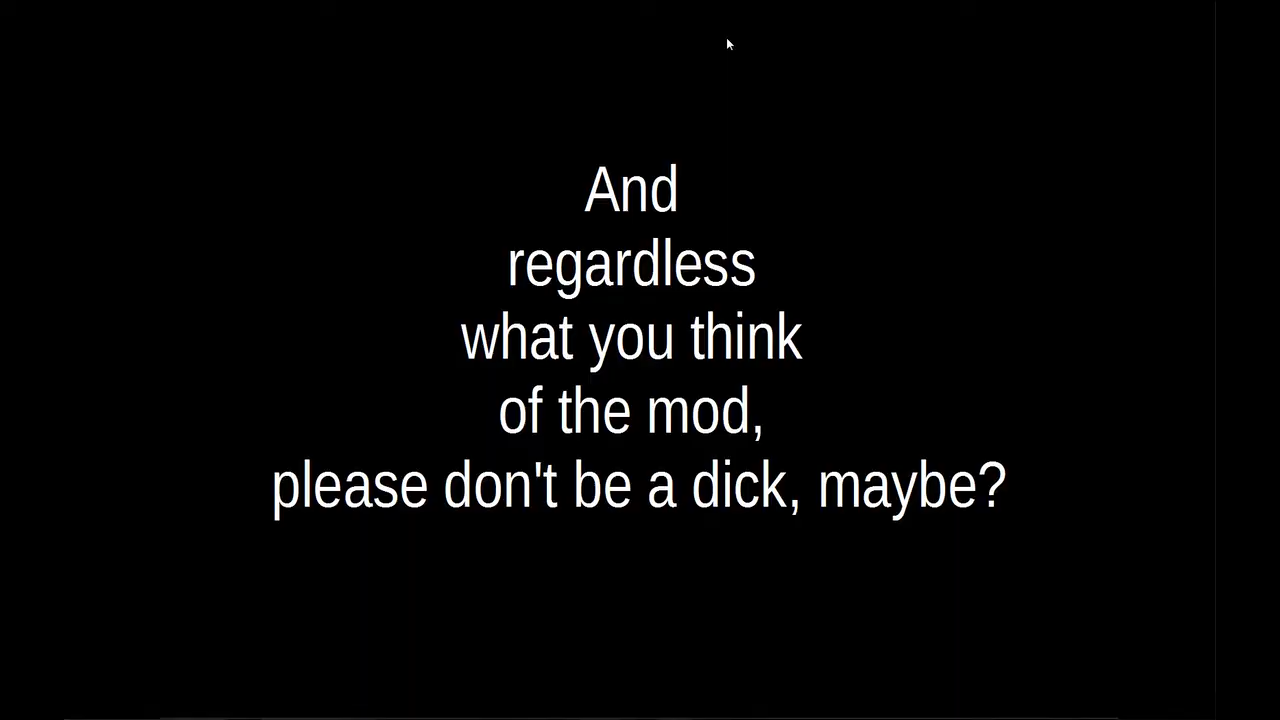 And
regardless
what you think
of the mod,
please don't be a dick, maybe?